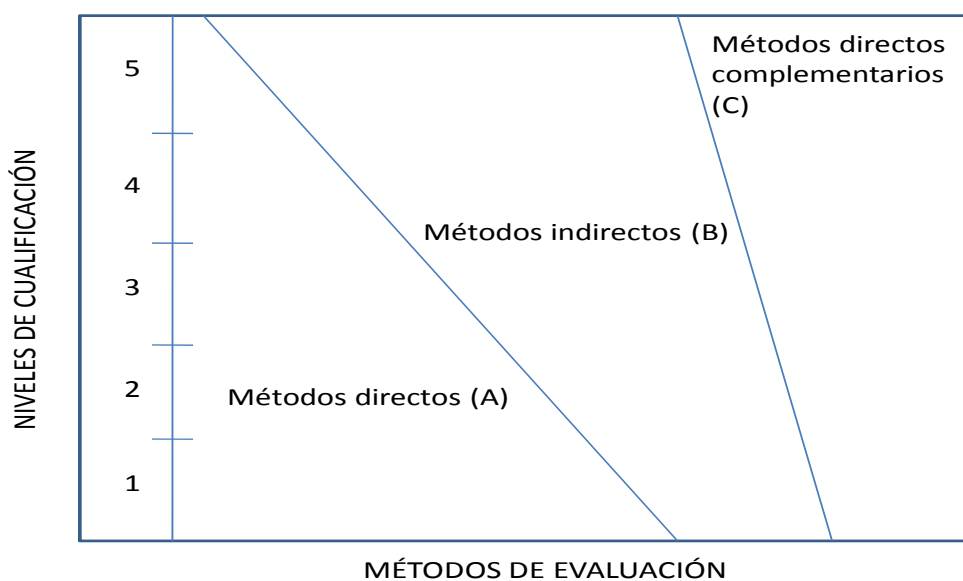 Métodos directos
complementarios
(C)
5
4
Métodos indirectos (B)
3
2
Métodos directos (A)
1
NIVELES DE CUALIFICACIÓN
MÉTODOS DE EVALUACIÓN